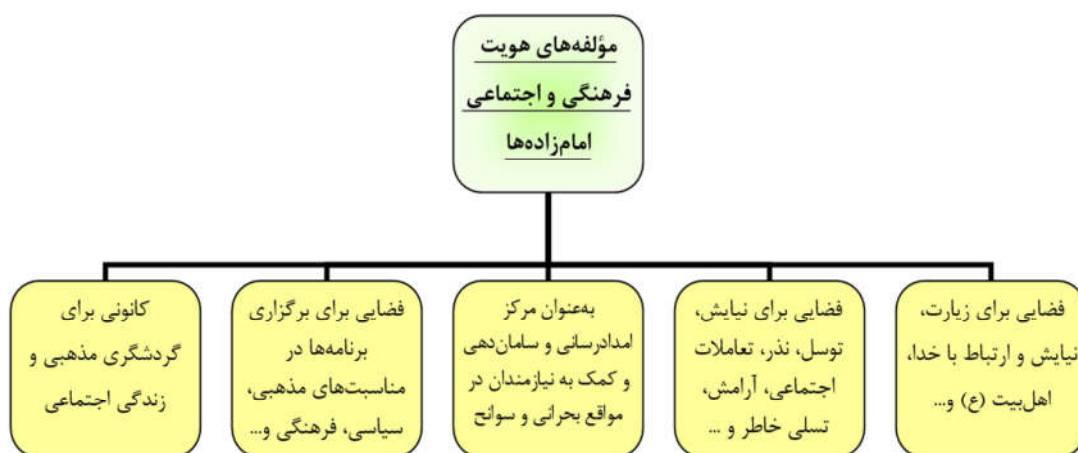 مؤلفه‌های هویت
فرهنگی و اجتماعی
امام‌زاده‌ها
فضایی برای زیارت،
نیایش و ارتباط با خدا،
اهل‌بیت (ع) و...
فضایی برای نیایش،
توسل، نذر، تعاملات
اجتماعی، آرامش،
تسلی خاطر و ...
به‌عنوان مرکز
امدادرسانی و سامان‌دهی
و کمک به نیازمندان در
مواقع بحرانی و سوانح
فضایی برای برگزاری
برنامه‌ها در
مناسبت‌های مذهبی،
سیاسی، فرهنگی و...
کانونی برای
گردشگری مذهبی و
زندگی اجتماعی